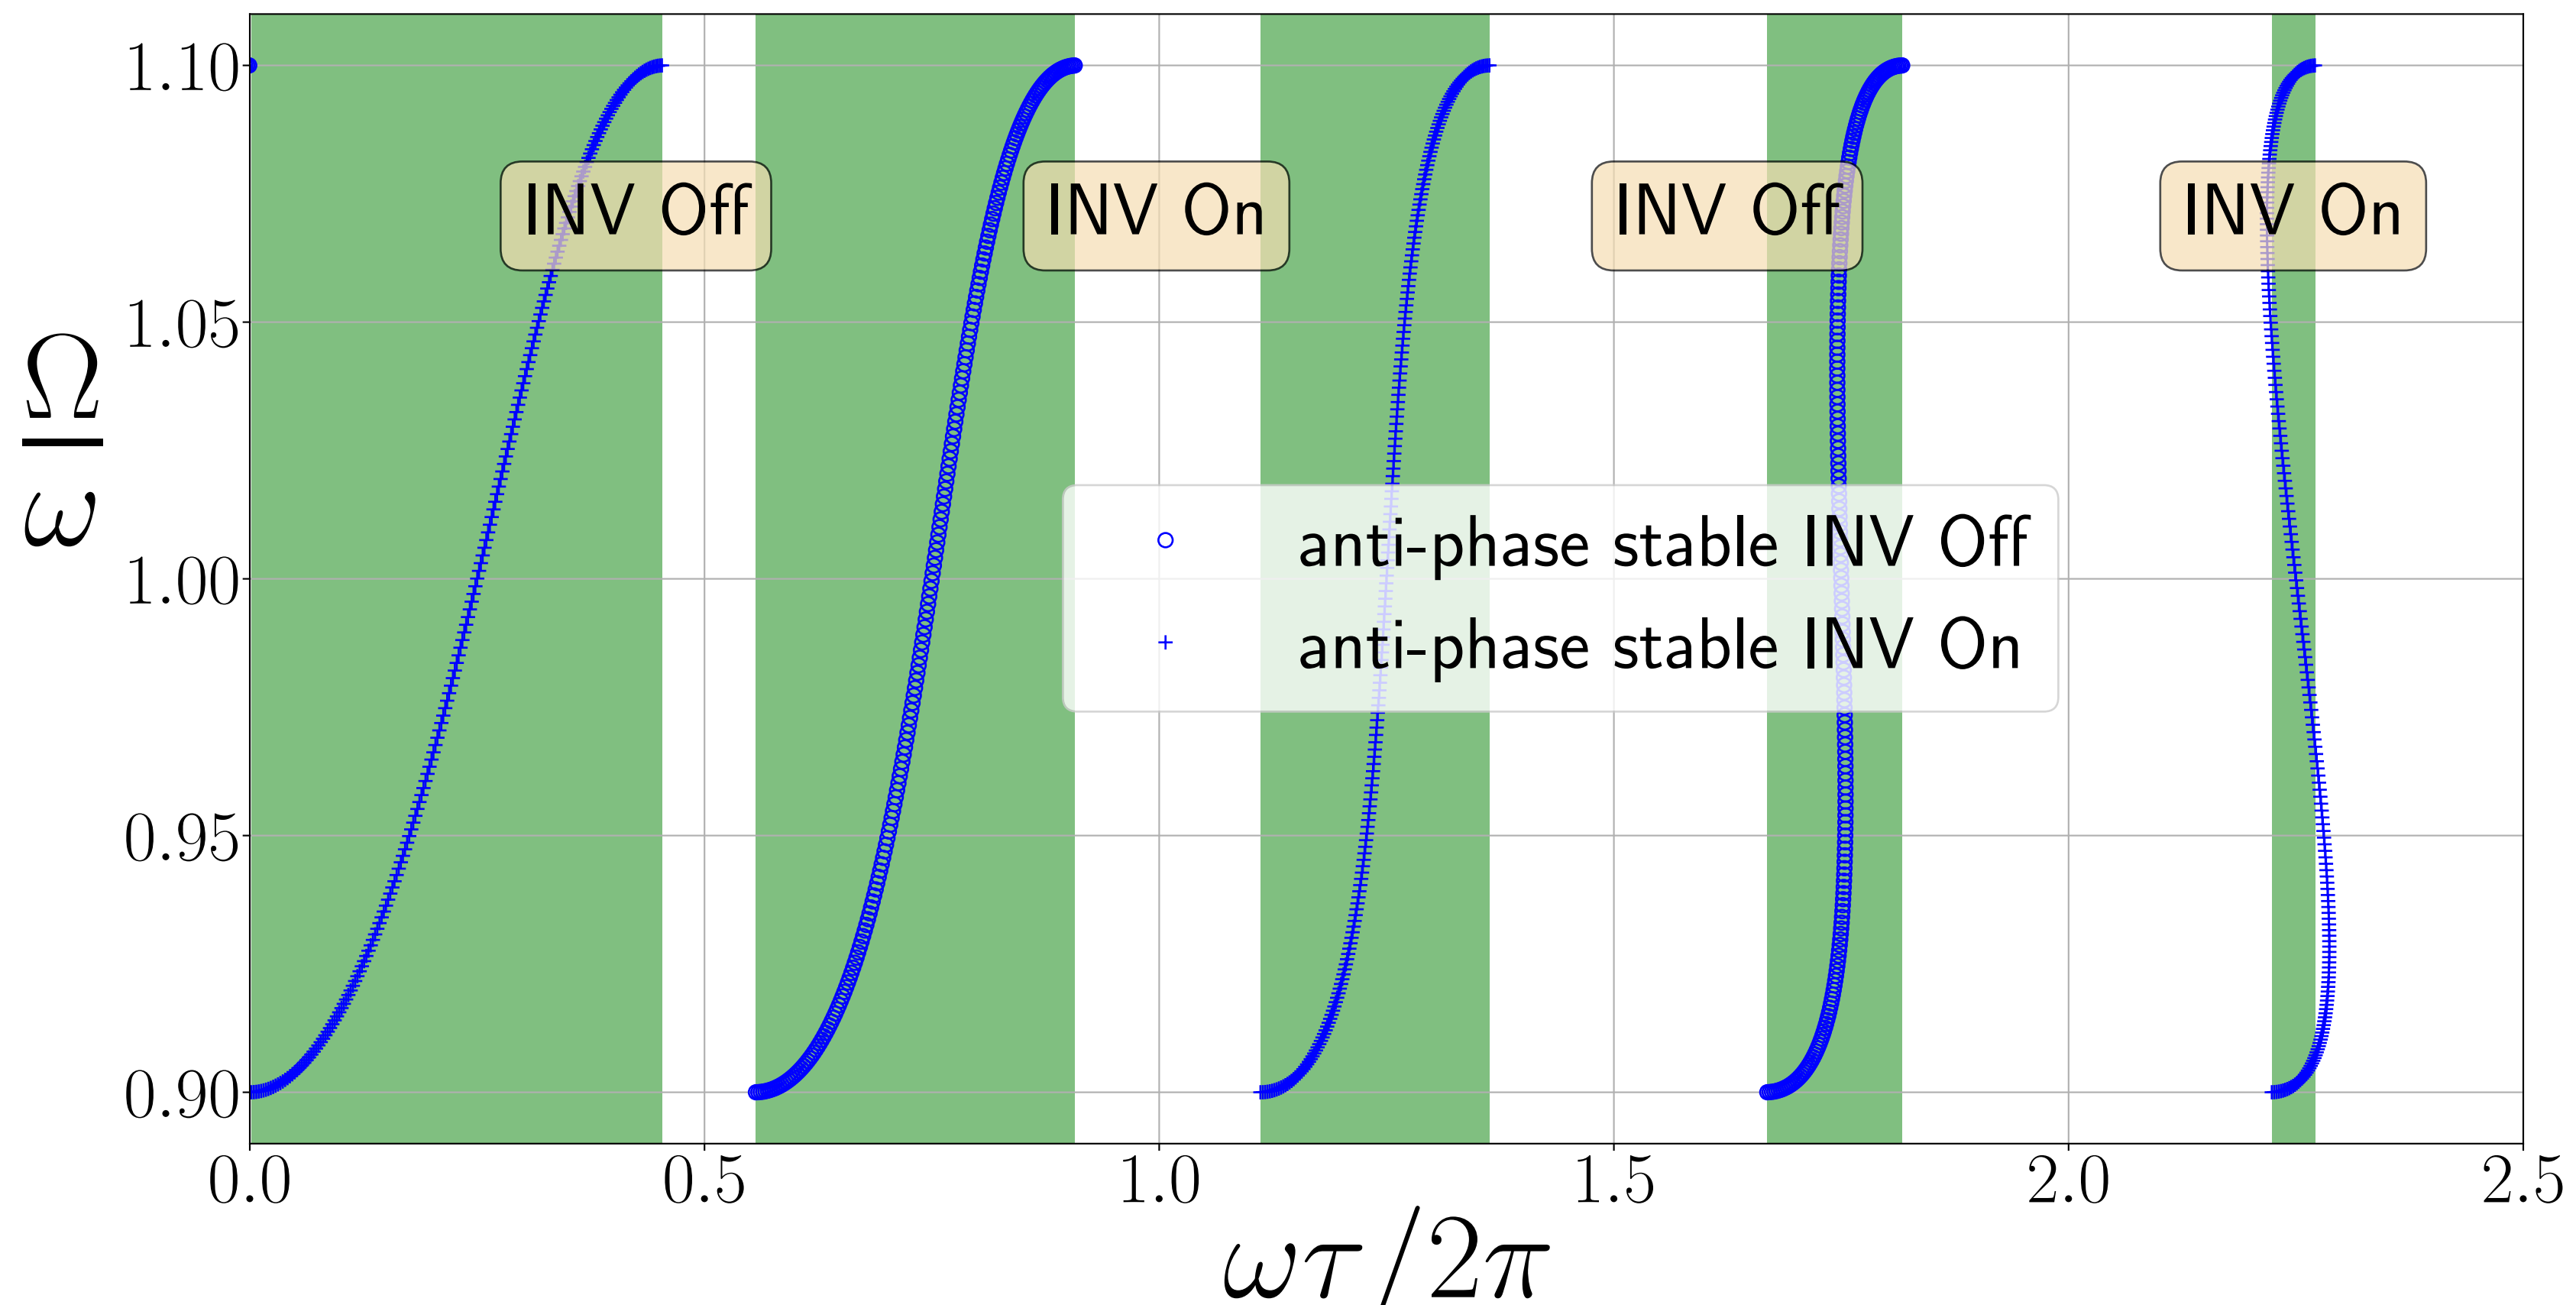 1.10
1.05
1.00
0.95
0.90
Ω
ω
INV Off
INV On
INV Off
INV On
anti-phase stable INV Off
anti-phase stable INV On
0.0
0.5
1.0
1.5
2.0
2.5
ωτ/2π